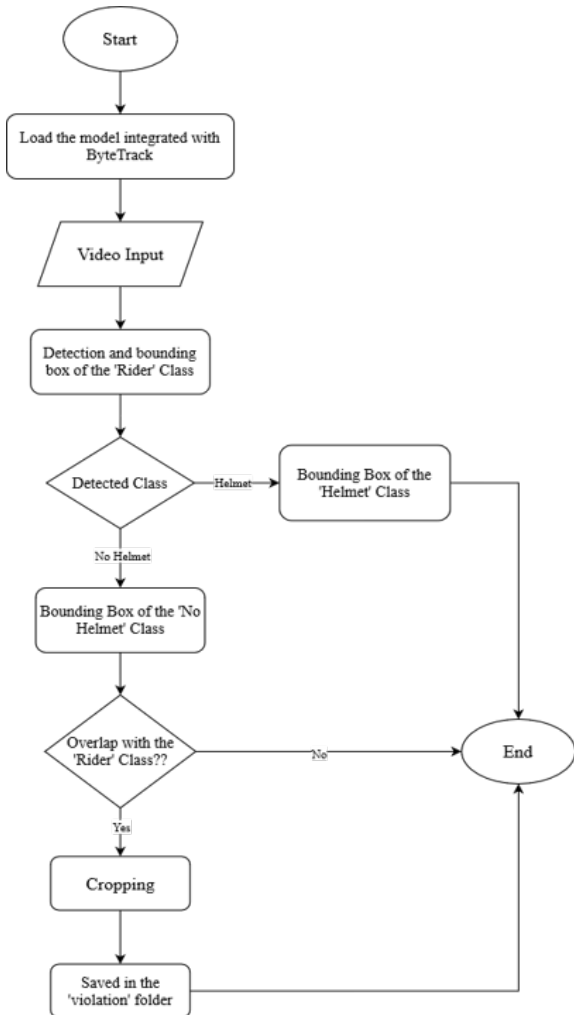 Start
Load the model integrated with
ByteTrack
Video Input
Detection and bounding
box of the 'Rider' Class
Detected Class
Helmet
Bounding Box of the
'Helmet' Class
No Helmet
Bounding Box of the 'No
Helmet' Class
Overlap with the
'Rider' Class??
No
End
Yes
Cropping
Saved in the
'violation' folder